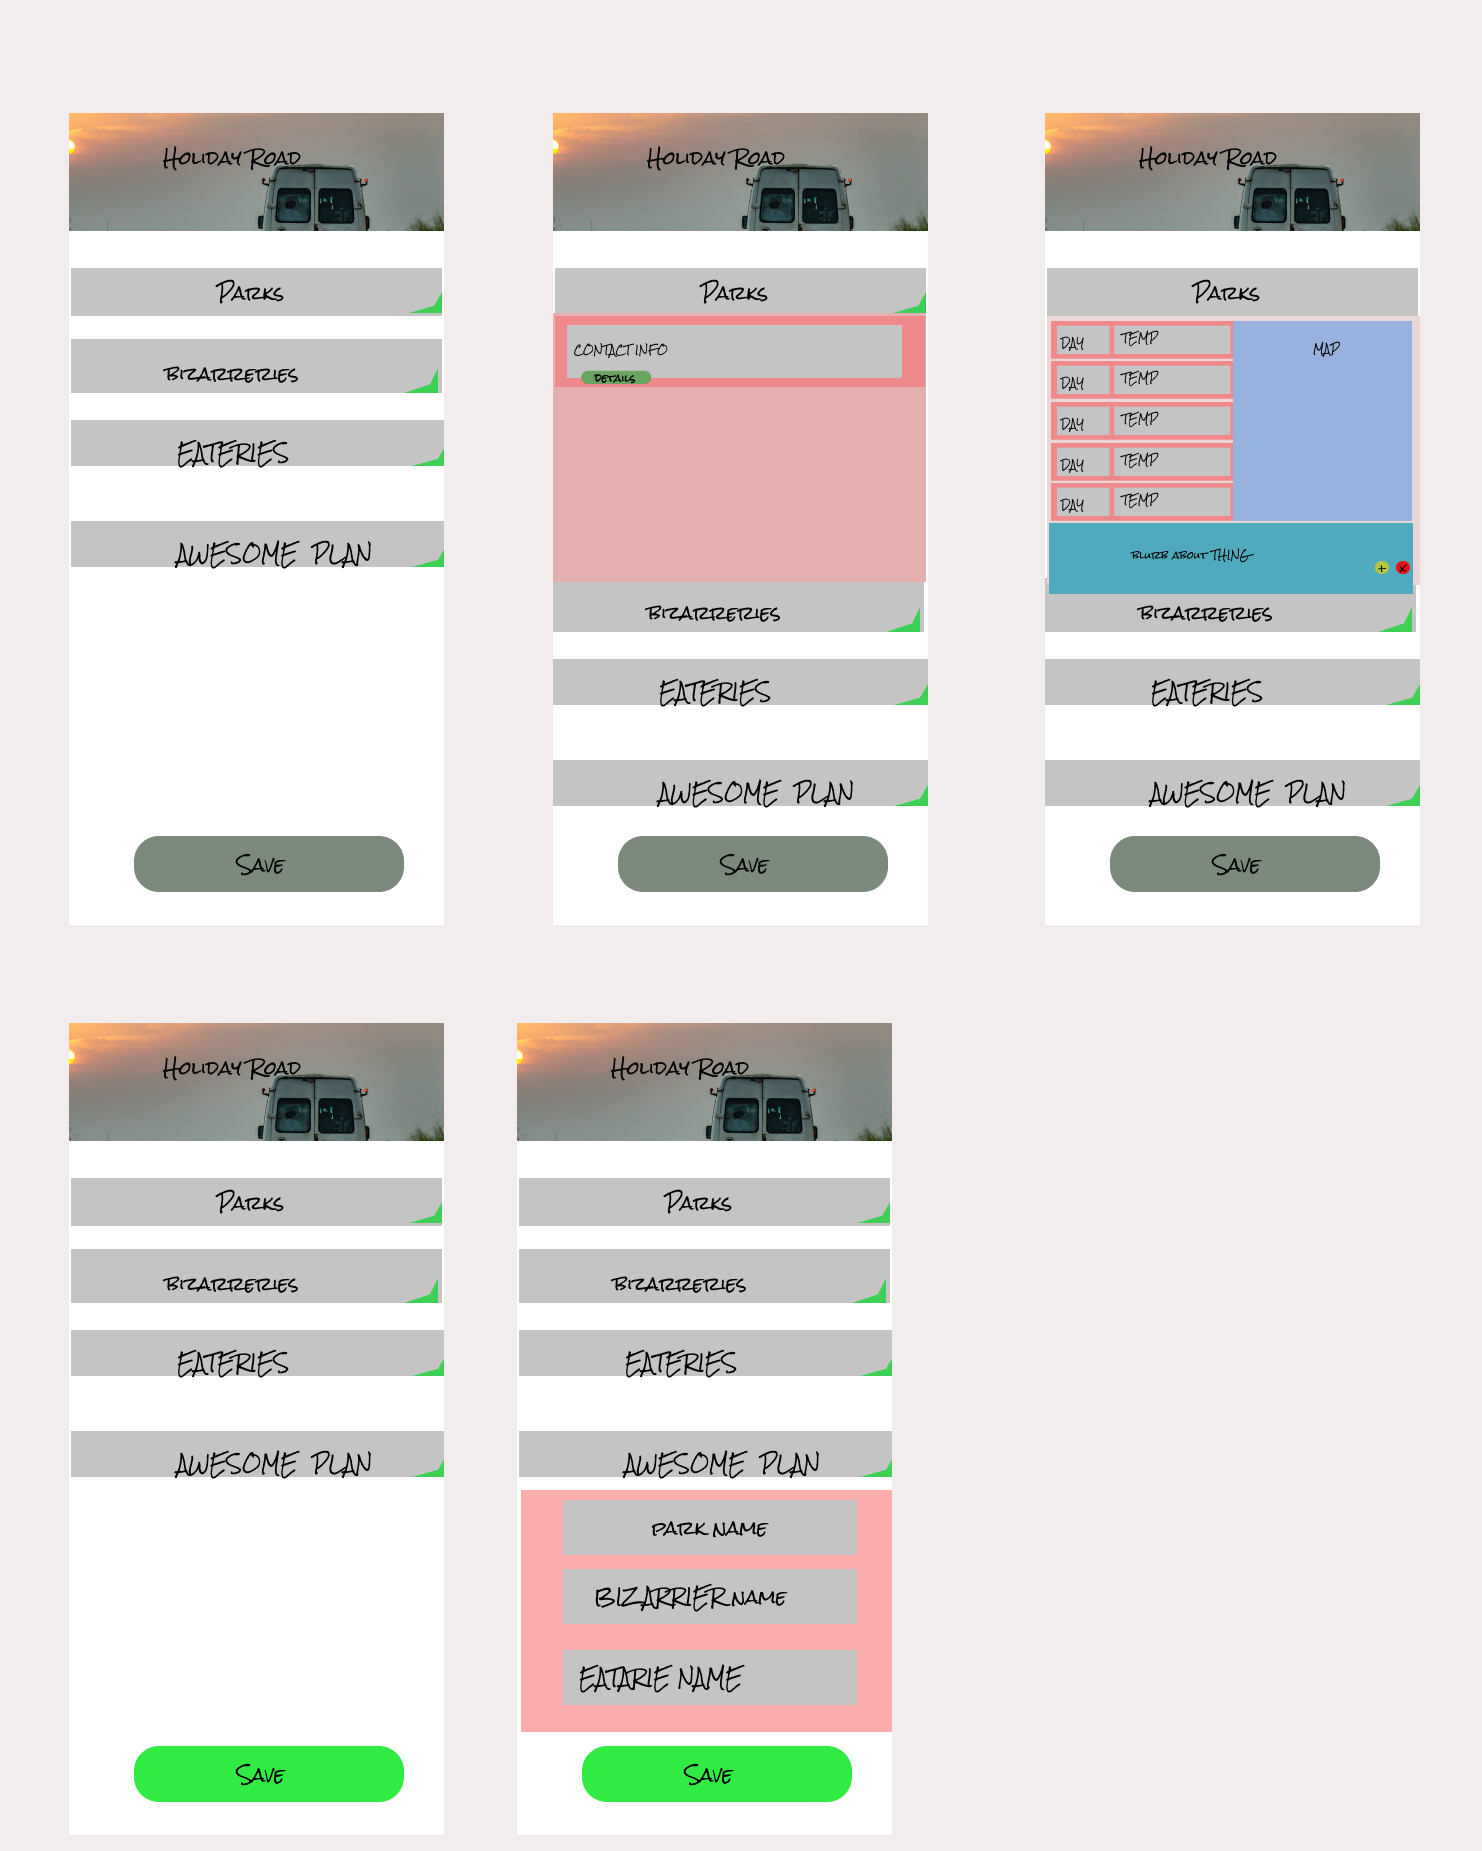 Holiday Road
Parks
Bizarreries
EATERIES
AWESOME PLAN
Save
Holiday Road
Parks
CONTACT INFO
Details
Bizarreries
EATERIES
AWESOME PLAN
Save
Holiday Road
Parks
DAY TEMP
DAY TEMP
DAY TEMP
DAY TEMP
DAY TEMP
MAP
blurb about THING
+ x
Bizarreries
EATERIES
AWESOME PLAN
Save
Holiday Road
Parks
Bizarreries
EATERIES
AWESOME PLAN
Save
Holiday Road
Parks
Bizarreries
EATERIES
AWESOME PLAN
park name
BIZARRIER name
EATARIE NAME
Save